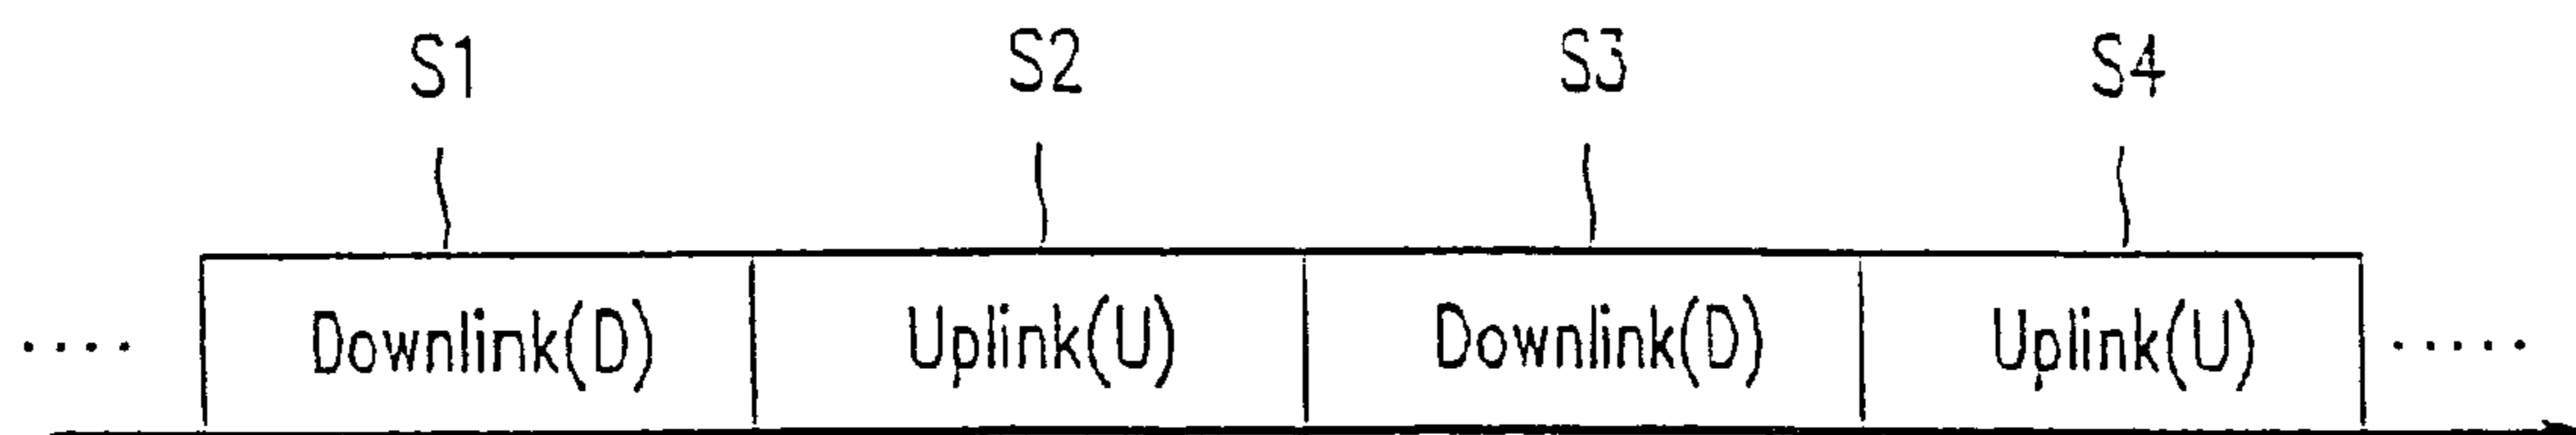 S1 S2 S3 S4
.... Downlink(D) Uplink(U) Downlink(D) Uplink(U) .....